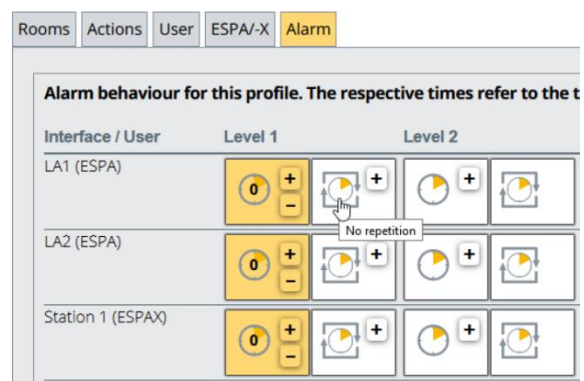 Rooms Actions User ESPA/-X Alarm
Alarm behaviour for this profile. The respective times refer to the t
Interface / User Level 1 Level 2
LA1 (ESPA)
0 + − + +
No repetition
LA2 (ESPA)
0 + − + +
Station 1 (ESPAX)
0 + − + +